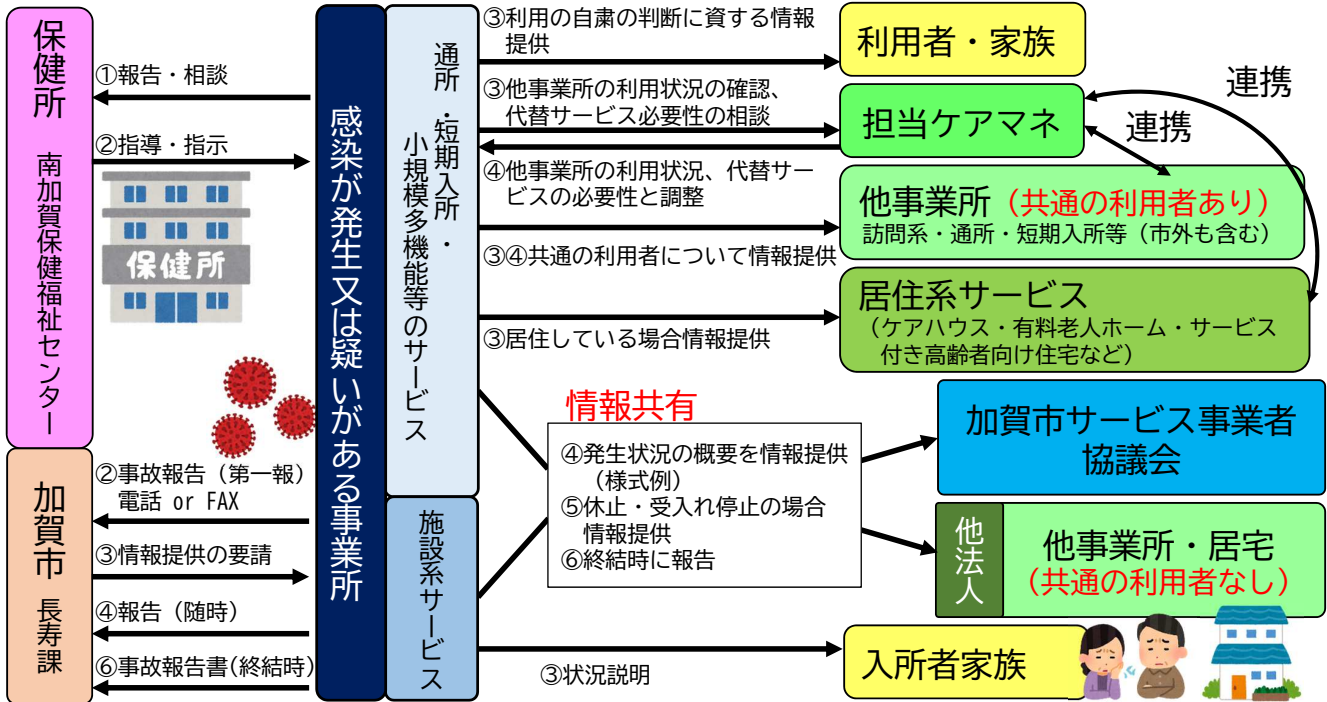 保健所
南加賀保健福祉センター
①報告・相談
②指導・指示
保健所
加賀市
長寿課
②事故報告（第一報）
電話 or FAX
③情報提供の要請
④報告（随時）
⑥事故報告書(終結時)
感染が発生又は疑いがある事業所
通所・短期入所・
小規模多機能等のサービス
施設系サービス
③利用の自粛の判断に資する情報
提供
③他事業所の利用状況の確認、
代替サービス必要性の相談
④他事業所の利用状況、代替サー
ビスの必要性と調整
③④共通の利用者について情報提供
③居住している場合情報提供
情報共有
④発生状況の概要を情報提供
（様式例）
⑤休止・受入れ停止の場合
情報提供
⑥終結時に報告
③状況説明
利用者・家族
担当ケアマネ
連携
連携
他事業所（共通の利用者あり）
訪問系・通所・短期入所等（市外も含む）
居住系サービス
（ケアハウス・有料老人ホーム・サービス
付き高齢者向け住宅など）
加賀市サービス事業者
協議会
他法人
他事業所・居宅
（共通の利用者なし）
入所者家族